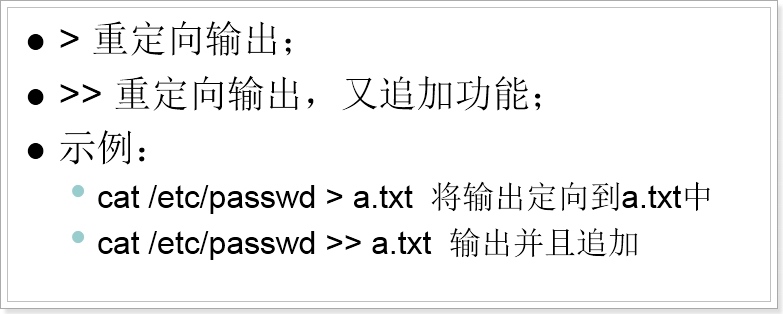 ● > 重定向输出；
● >> 重定向输出，又追加功能；
● 示例：
• cat /etc/passwd > a.txt 将输出定向到a.txt中
• cat /etc/passwd >> a.txt 输出并且追加